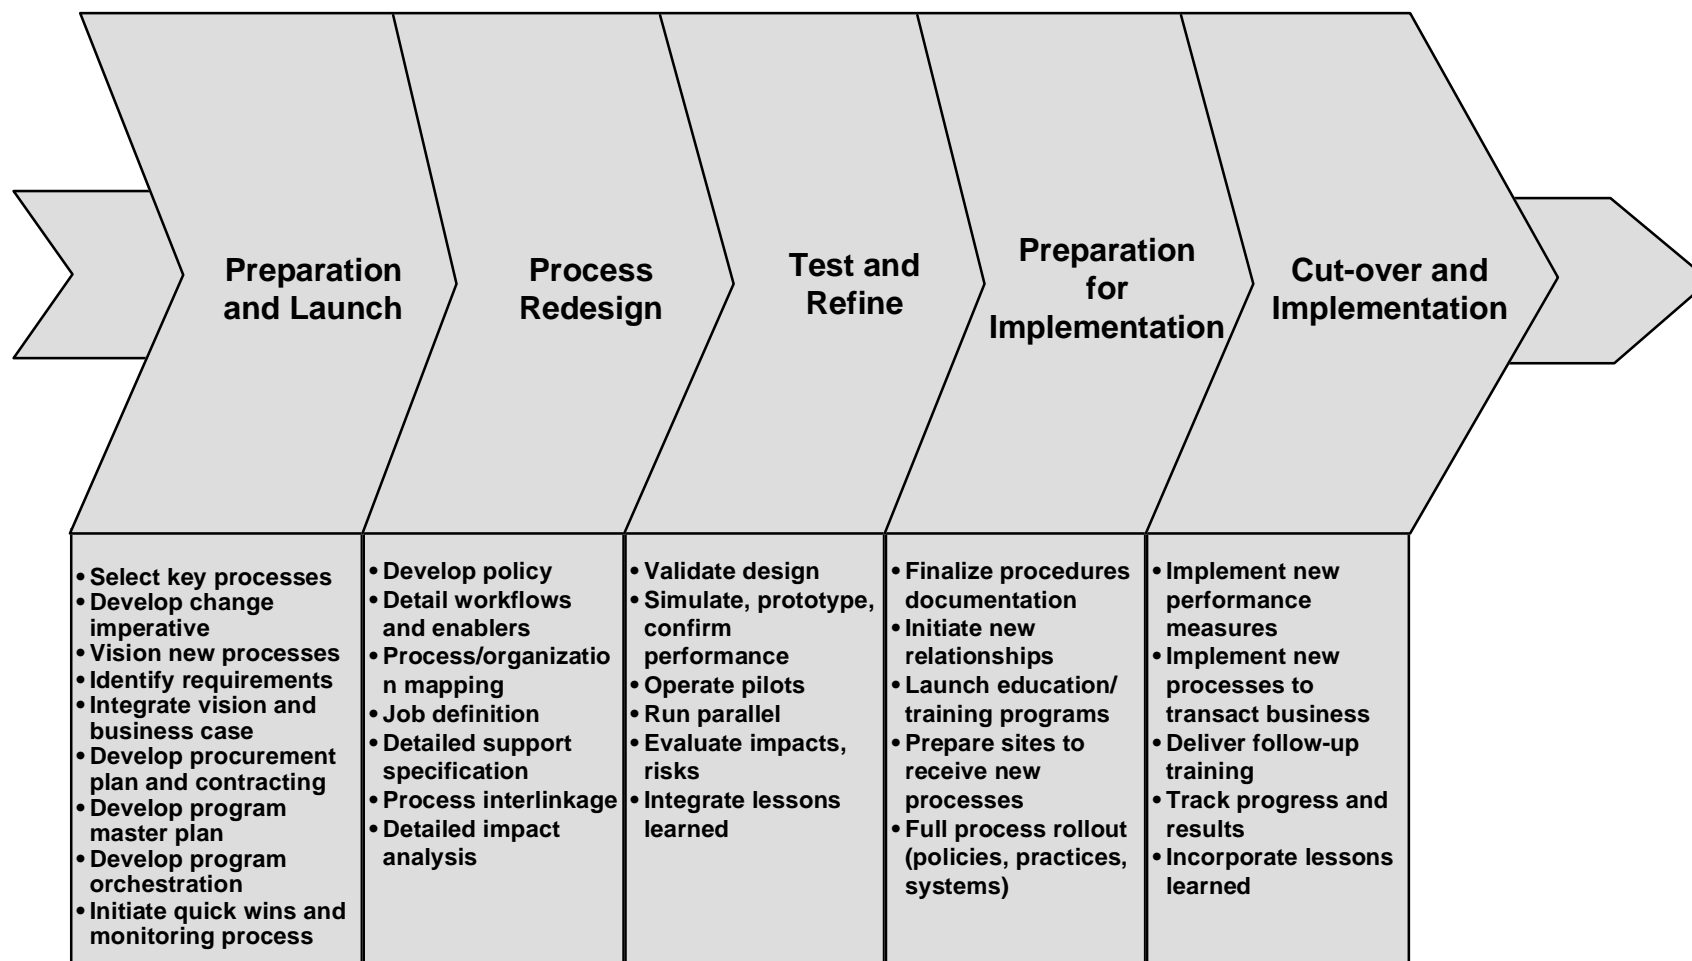 Preparation
and Launch
Process
Redesign
Test and
Refine
Preparation
for
Implementation
Cut-over and
Implementation
• Select key processes
• Develop change
imperative
• Vision new processes
• Identify requirements
• Integrate vision and
business case
• Develop procurement
plan and contracting
• Develop program
master plan
• Develop program
orchestration
• Initiate quick wins and
monitoring process
• Develop policy
• Detail workflows
and enablers
• Process/organizatio
n mapping
• Job definition
• Detailed support
specification
• Process interlinkage
• Detailed impact
analysis
• Validate design
• Simulate, prototype,
confirm
performance
• Operate pilots
• Run parallel
• Evaluate impacts,
risks
• Integrate lessons
learned
• Finalize procedures
documentation
• Initiate new
relationships
• Launch education/
training programs
• Prepare sites to
receive new
processes
• Full process rollout
(policies, practices,
systems)
• Implement new
performance
measures
• Implement new
processes to
transact business
• Deliver follow-up
training
• Track progress and
results
• Incorporate lessons
learned